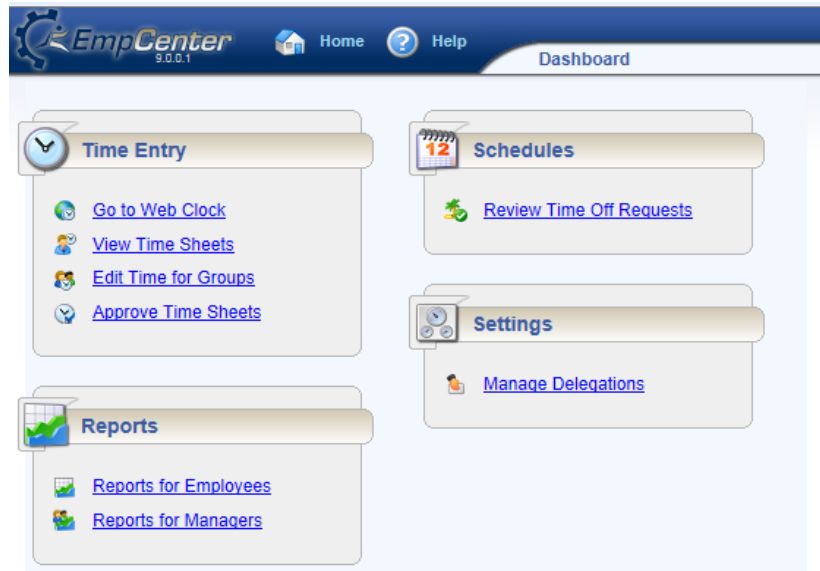 EmpCenter
9.0.0.1
Home
Help
Dashboard
Time Entry
Go to Web Clock
View Time Sheets
Edit Time for Groups
Approve Time Sheets
12
Schedules
Review Time Off Requests
Settings
Manage Delegations
Reports
Reports for Employees
Reports for Managers